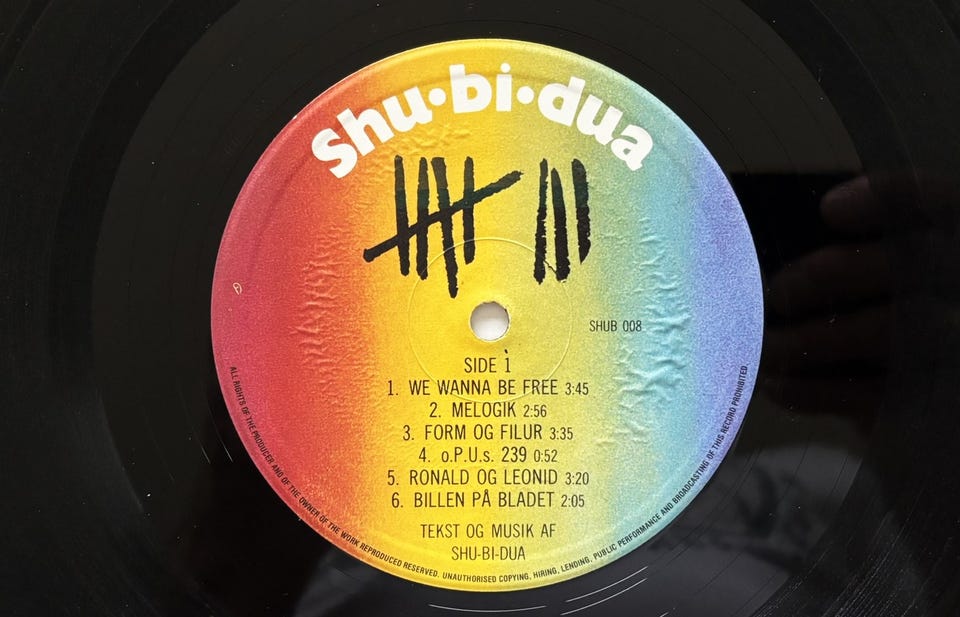 shu•bi•dua
SHUB 008
SIDE 1
1. WE WANNA BE FREE 3:45
2. MELOGIK 2:56
3. FORM OG FILUR 3:35
4. o.P.U.s. 239 0:52
5. RONALD OG LEONID 3:20
6. BILLEN PÅ BLADET 2:05
TEKST OG MUSIK AF
SHU-BI-DUA
ALL RIGHTS OF THE PRODUCER AND OF THE OWNER OF THE WORK REPRODUCED RESERVED. UNAUTHORISED COPYING, HIRING, LENDING, PUBLIC PERFORMANCE AND BROADCASTING OF THIS RECORD PROHIBITED.